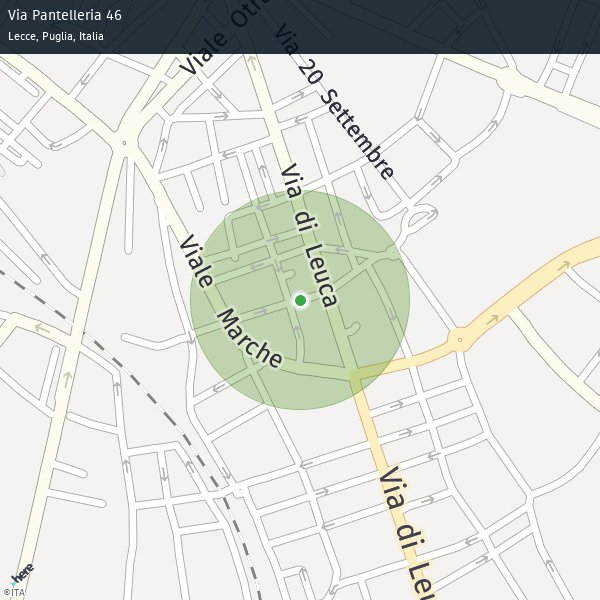 Via Pantelleria 46
Lecce, Puglia, Italia
Viale Otra
Via 20 Settembre
Via di Leuca
Viale Marche
Via di Leu
here
©ITA